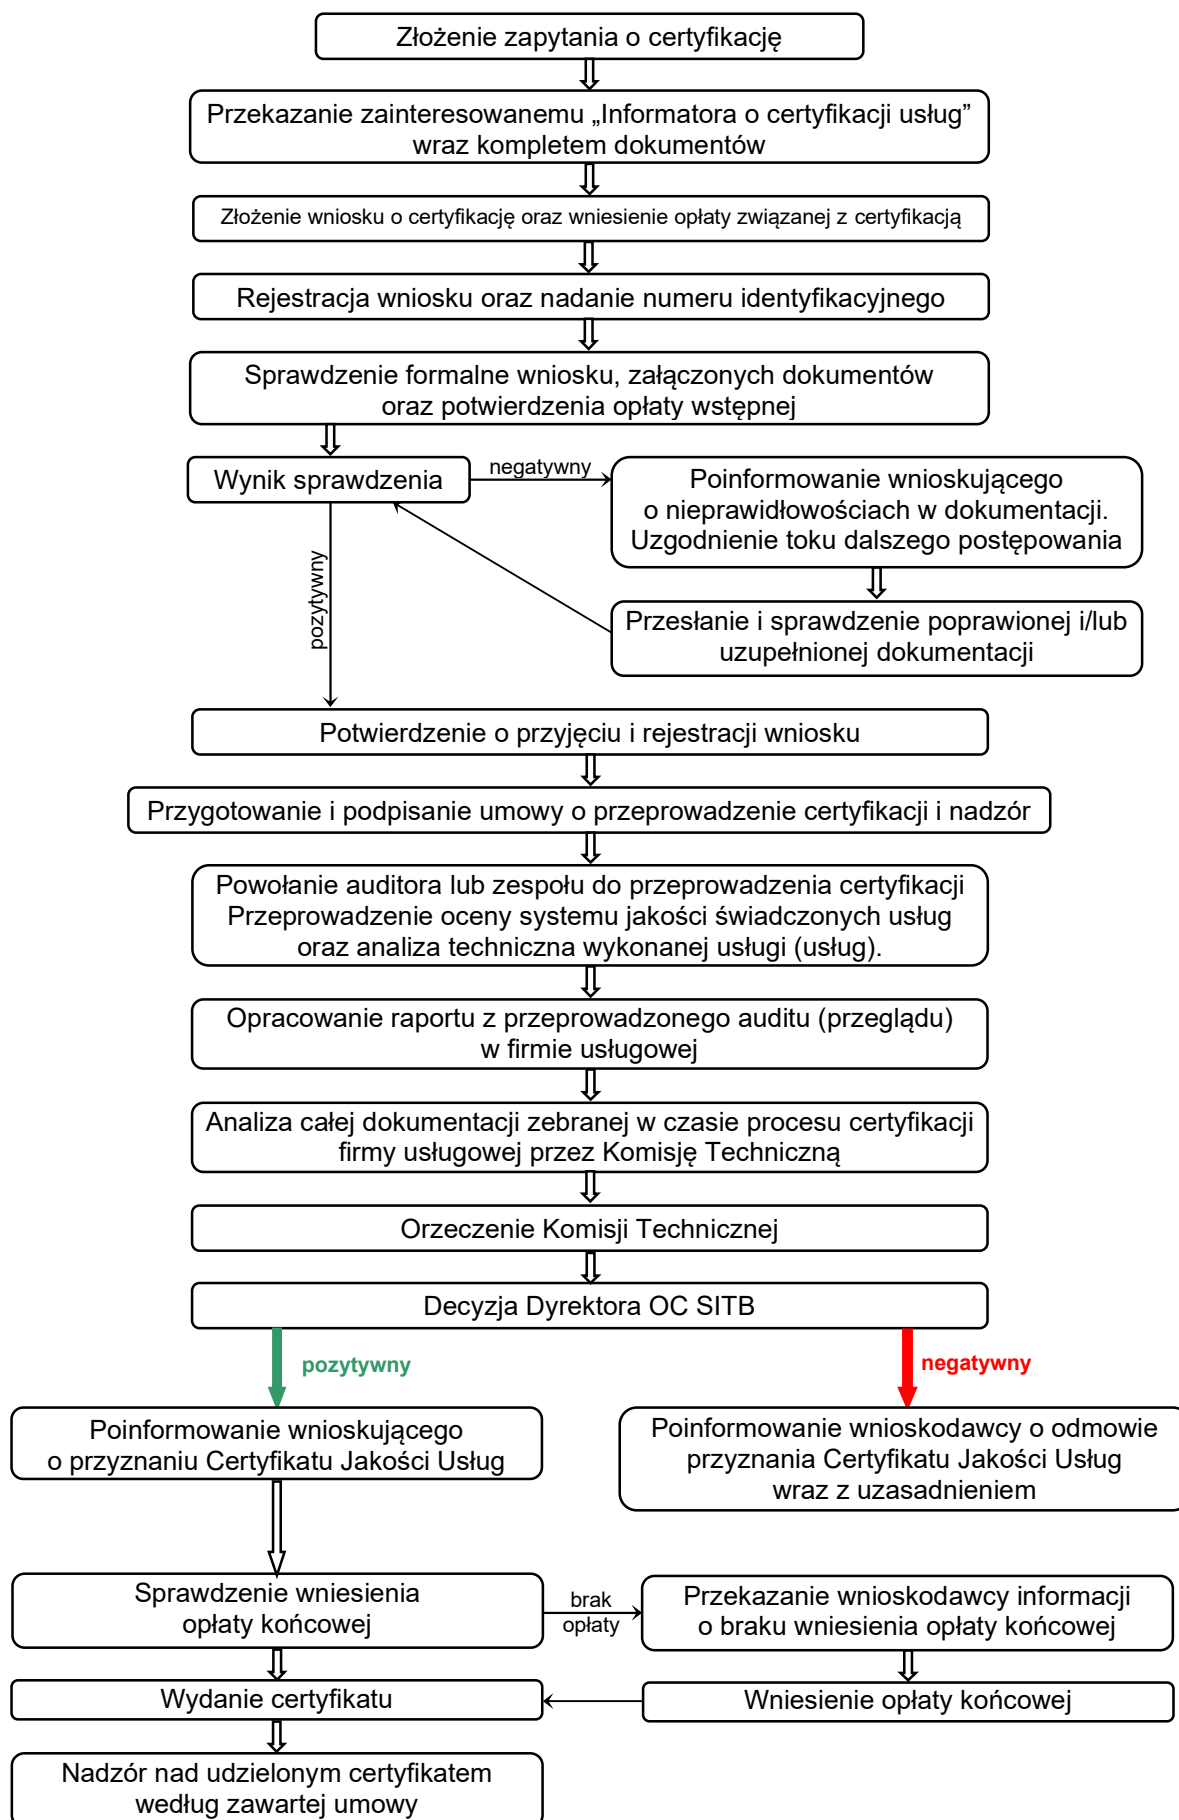 Złożenie zapytania o certyfikację
Przekazanie zainteresowanemu „Informatora o certyfikacji usług”
wraz kompletem dokumentów
Złożenie wniosku o certyfikację oraz wniesienie opłaty związanej z certyfikacją
Rejestracja wniosku oraz nadanie numeru identyfikacyjnego
Sprawdzenie formalne wniosku, załączonych dokumentów
oraz potwierdzenia opłaty wstępnej
Wynik sprawdzenia
negatywny
Poinformowanie wnioskującego
o nieprawidłowościach w dokumentacji.
Uzgodnienie toku dalszego postępowania
pozytywny
Przesłanie i sprawdzenie poprawionej i/lub
uzupełnionej dokumentacji
Potwierdzenie o przyjęciu i rejestracji wniosku
Przygotowanie i podpisanie umowy o przeprowadzenie certyfikacji i nadzór
Powołanie auditora lub zespołu do przeprowadzenia certyfikacji
Przeprowadzenie oceny systemu jakości świadczonych usług
oraz analiza techniczna wykonanej usługi (usług).
Opracowanie raportu z przeprowadzonego auditu (przeglądu)
w firmie usługowej
Analiza całej dokumentacji zebranej w czasie procesu certyfikacji
firmy usługowej przez Komisję Techniczną
Orzeczenie Komisji Technicznej
Decyzja Dyrektora OC SITB
pozytywny
negatywny
Poinformowanie wnioskującego
o przyznaniu Certyfikatu Jakości Usług
Poinformowanie wnioskodawcy o odmowie
przyznania Certyfikatu Jakości Usług
wraz z uzasadnieniem
Sprawdzenie wniesienia
opłaty końcowej
brak
opłaty
Przekazanie wnioskodawcy informacji
o braku wniesienia opłaty końcowej
Wydanie certyfikatu
Wniesienie opłaty końcowej
Nadzór nad udzielonym certyfikatem
według zawartej umowy